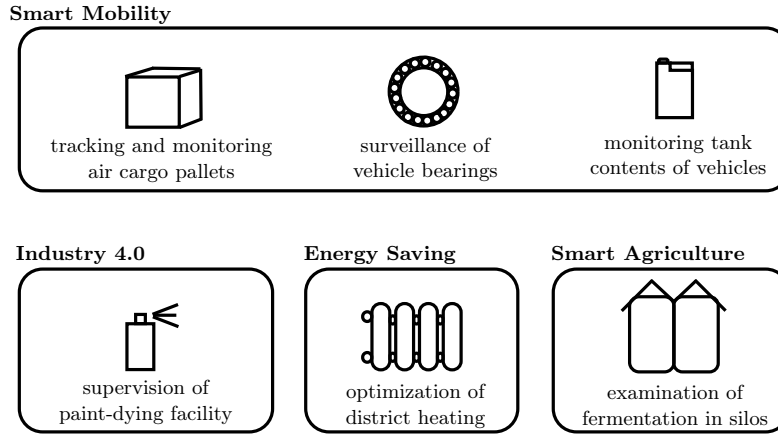 Smart Mobility
tracking and monitoring
air cargo pallets
surveillance of
vehicle bearings
monitoring tank
contents of vehicles
Industry 4.0
supervision of
paint-dying facility
Energy Saving
optimization of
district heating
Smart Agriculture
examination of
fermentation in silos